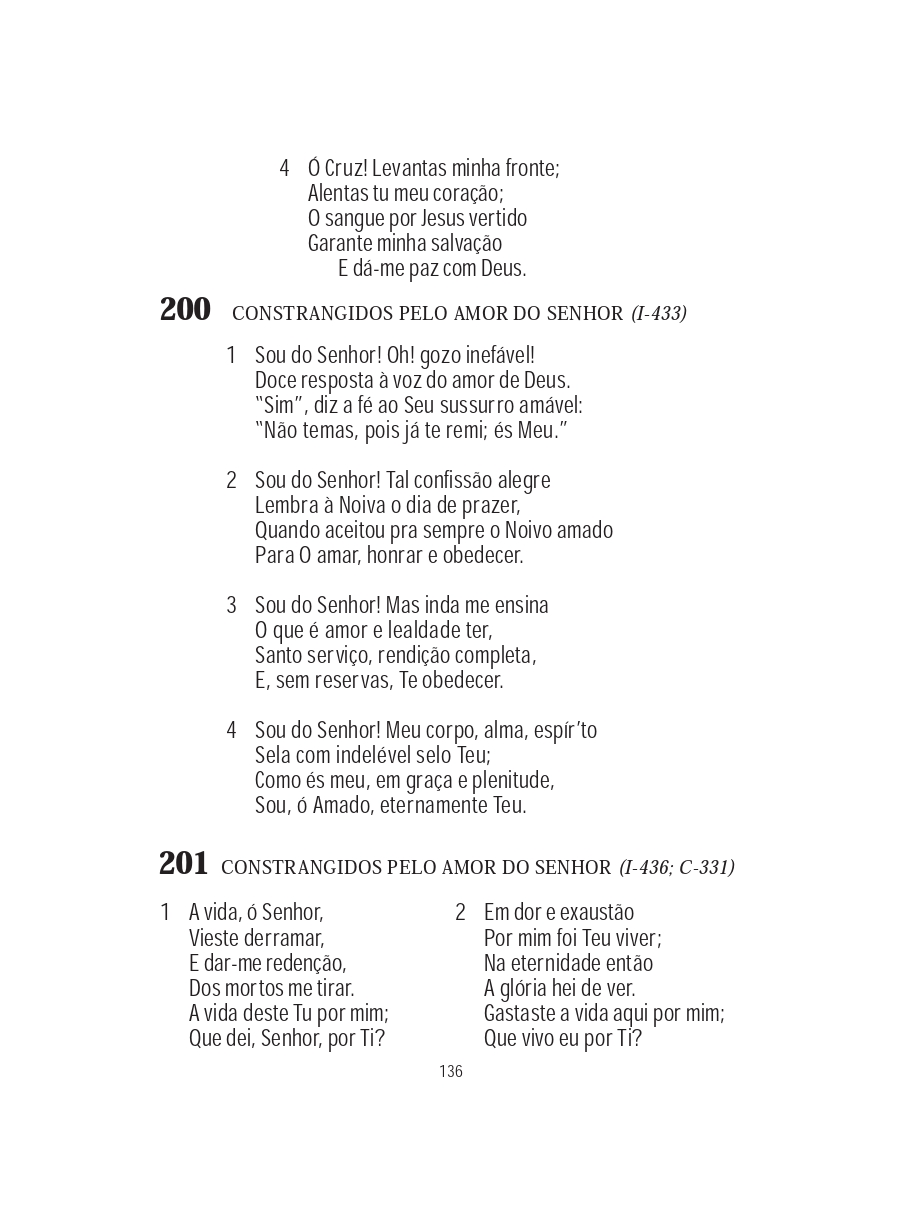 4 Ó Cruz! Levantas minha fronte;
Alentas tu meu coração;
O sangue por Jesus vertido
Garante minha salvação
E dá-me paz com Deus.
200 CONSTRANGIDOS PELO AMOR DO SENHOR (I-433)
1 Sou do Senhor! Oh! gozo inefável!
Doce resposta à voz do amor de Deus.
“Sim”, diz a fé ao Seu sussurro amável:
“Não temas, pois já te remi; és Meu.”
2 Sou do Senhor! Tal confissão alegre
Lembra à Noiva o dia de prazer,
Quando aceitou pra sempre o Noivo amado
Para O amar, honrar e obedecer.
3 Sou do Senhor! Mas inda me ensina
O que é amor e lealdade ter,
Santo serviço, rendição completa,
E, sem reservas, Te obedecer.
4 Sou do Senhor! Meu corpo, alma, espír’to
Sela com indelével selo Teu;
Como és meu, em graça e plenitude,
Sou, ó Amado, eternamente Teu.
201 CONSTRANGIDOS PELO AMOR DO SENHOR (I-436; C-331)
1 A vida, ó Senhor,
Vieste derramar,
E dar-me redenção,
Dos mortos me tirar.
A vida deste Tu por mim;
Que dei, Senhor, por Ti?
2 Em dor e exaustão
Por mim foi Teu viver;
Na eternidade então
A glória hei de ver.
Gastaste a vida aqui por mim;
Que vivo eu por Ti?
136